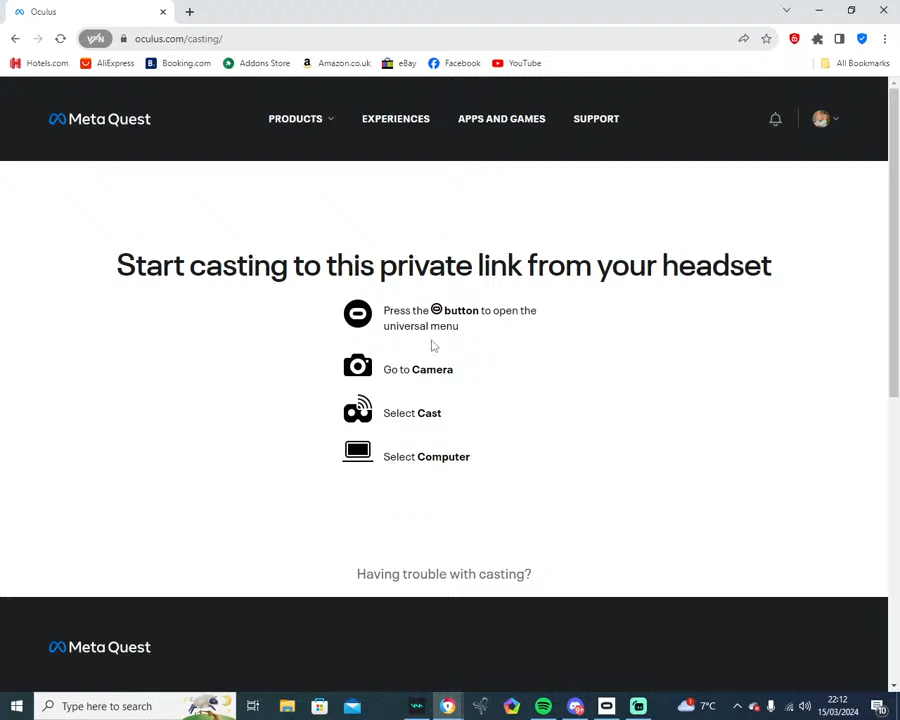 Oculus
VPN
oculus.com/casting/
Hotels.com
AliExpress
B. Booking.com
Addons Store
a Amazon.co.uk
eBay
Facebook
YouTube
All Bookmarks
Meta Quest
PRODUCTS
EXPERIENCES
APPS AND GAMES
SUPPORT
Start casting to this private link from your headset
Press the button to open the
universal menu
Go to Camera
Select Cast
Select Computer
Having trouble with casting?
Meta Quest
Type here to search
7°C
22:12
15/03/2024
10